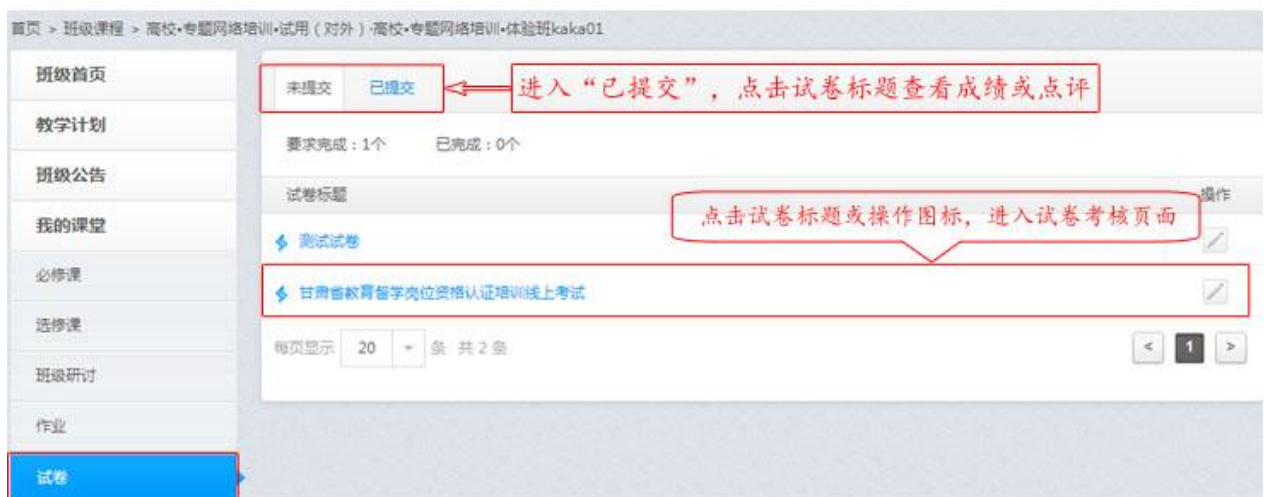 首页 > 班级课程 > 高校•专题网络培训•试用（对外）·高校•专题网络培训•体验班kaka01
班级首页
教学计划
班级公告
我的课堂
必修课
选修课
班级研讨
作业
试卷
未提交 已提交
进入“已提交”，点击试卷标题查看成绩或点评
要求完成：1个 已完成：0个
试卷标题 操作
点击试卷标题或操作图标，进入试卷考核页面
测试试卷
甘肃省教育督学岗位资格认证培训线上考试
每页显示 20 条 共 2 条
< 1 >